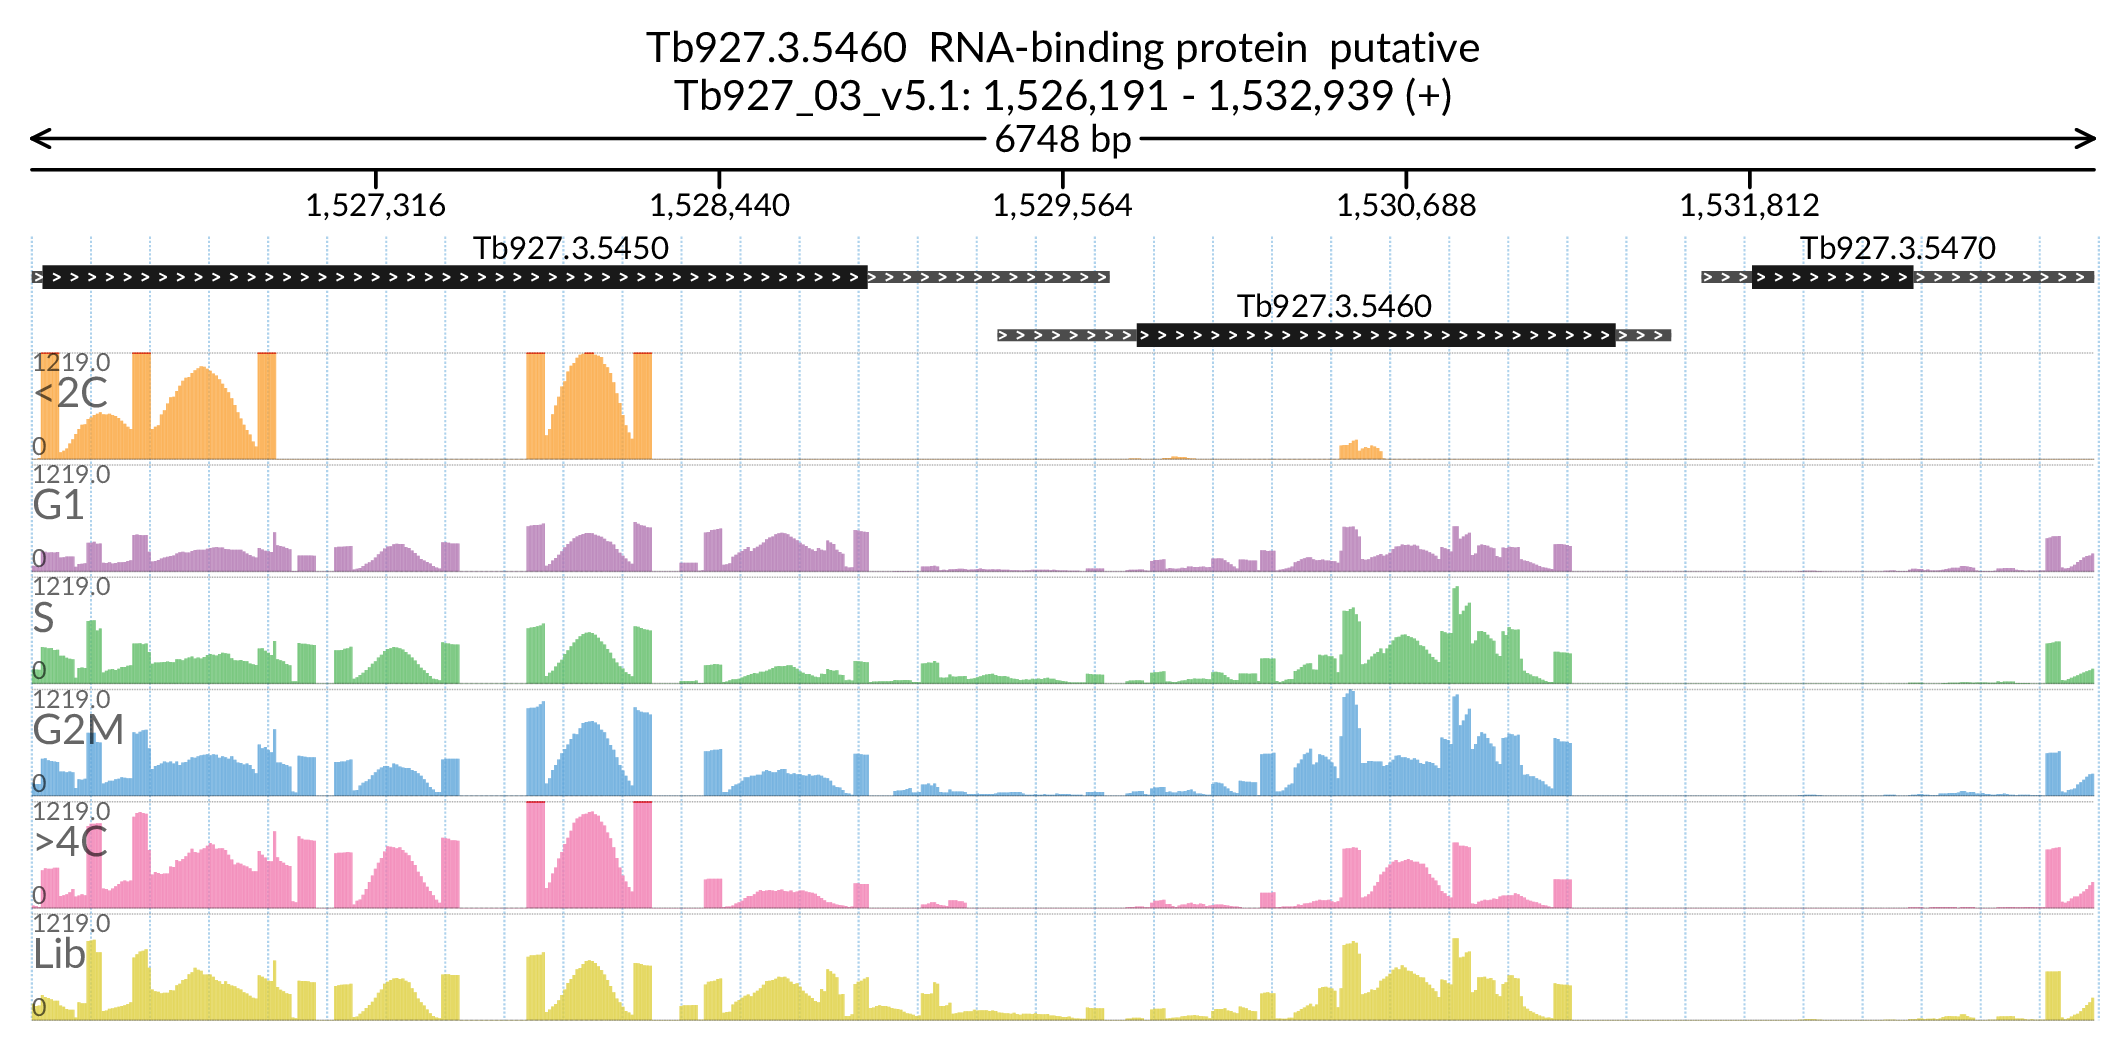 Tb927.3.5460 RNA-binding protein putative
Tb927_03_v5.1: 1,526,191 - 1,532,939 (+)
6748 bp
1,527,316 1,528,440 1,529,564 1,530,688 1,531,812
Tb927.3.5450 Tb927.3.5470
Tb927.3.5460
1219.0
<2C
0
1219.0
G1
0
1219.0
S
0
1219.0
G2M
0
1219.0
>4C
0
1219.0
Lib
0